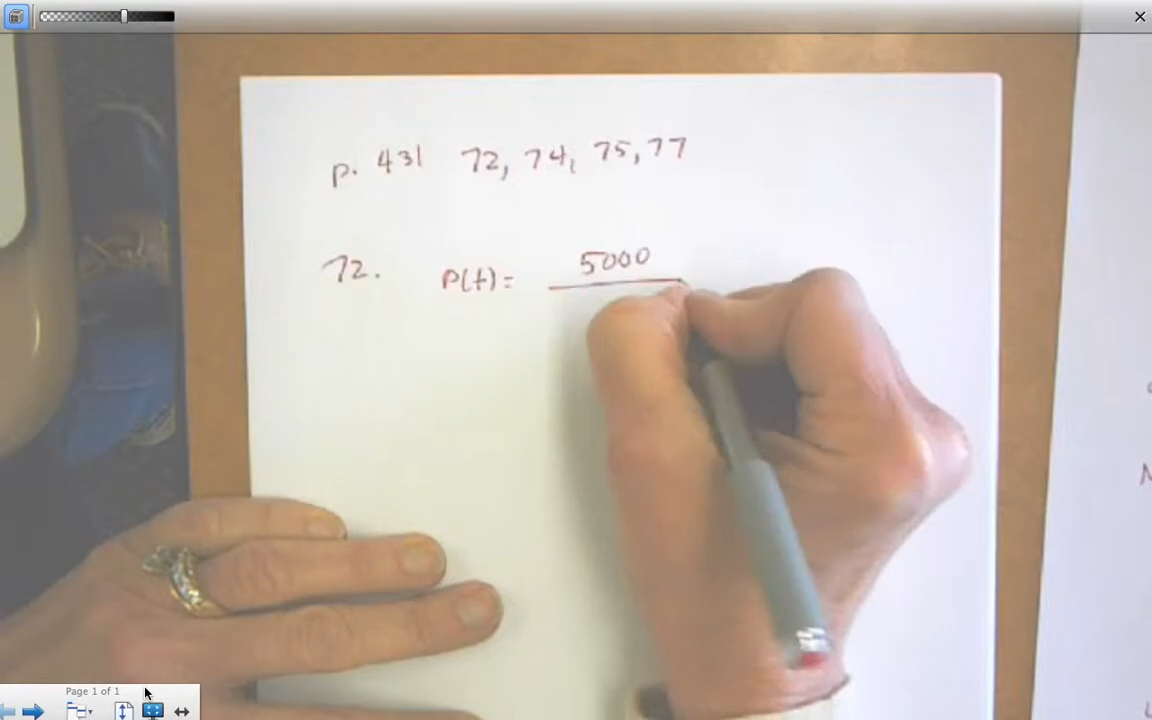 p. 431 72, 74, 75, 77
72. P(t) = 5000
Page 1 of 1